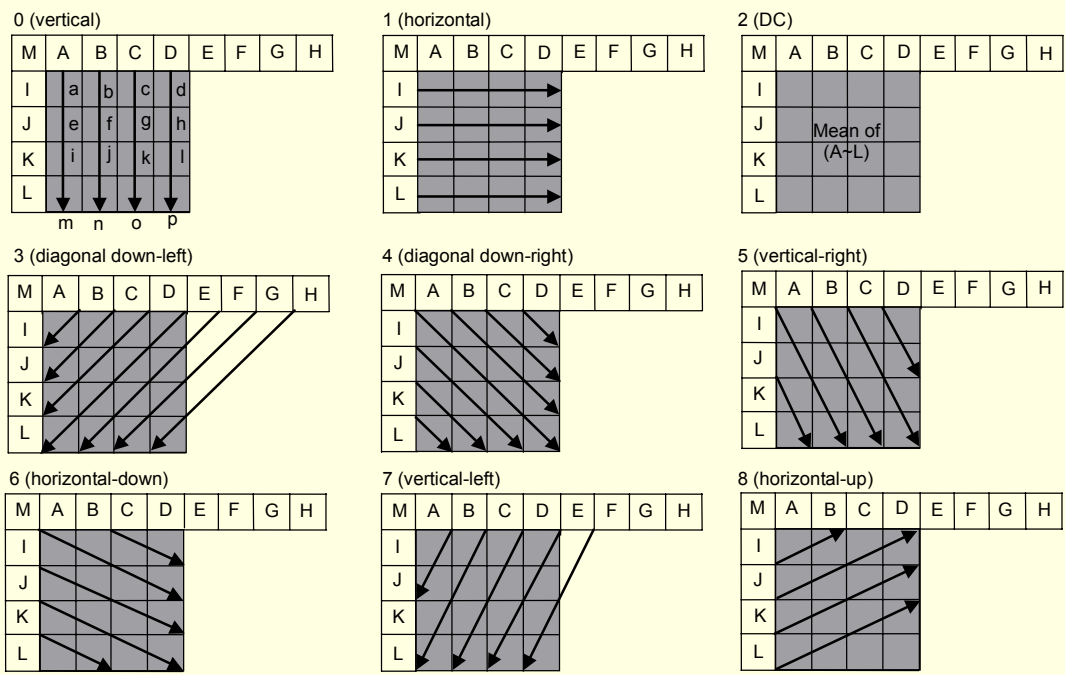 0 (vertical)
M A B C D E F G H
I a b c d
J e f g h
K i j k l
L
m n o p
1 (horizontal)
M A B C D E F G H
I
J
K
L
2 (DC)
M A B C D E F G H
I
J Mean of
K (A~L)
L
3 (diagonal down-left)
M A B C D E F G H
I
J
K
L
4 (diagonal down-right)
M A B C D E F G H
I
J
K
L
5 (vertical-right)
M A B C D E F G H
I
J
K
L
6 (horizontal-down)
M A B C D E F G H
I
J
K
L
7 (vertical-left)
M A B C D E F G H
I
J
K
L
8 (horizontal-up)
M A B C D E F G H
I
J
K
L